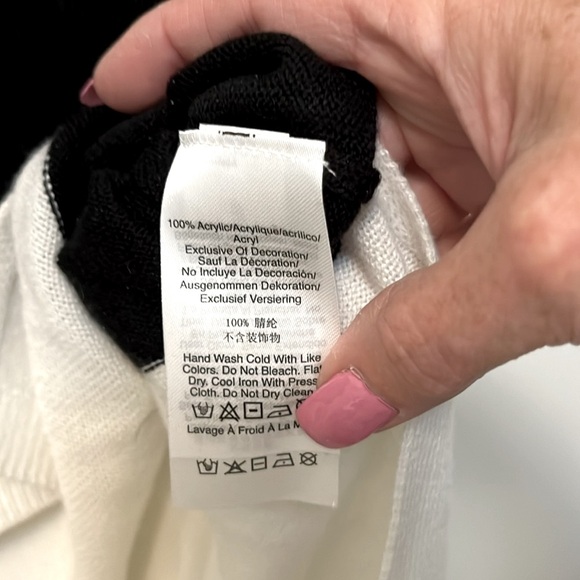 100% Acrylic/Acrylique/acrílico/
Acryl
Exclusive Of Decoration/
Sauf La Décoration/
No Incluye La Decoración/
Ausgenommen Dekoration/
Exclusief Versiering
100% 腈纶
不含装饰物
Hand Wash Cold With Like
Colors. Do Not Bleach. Flat
Dry. Cool Iron With Press
Cloth. Do Not Dry Clean
Lavage À Froid À La